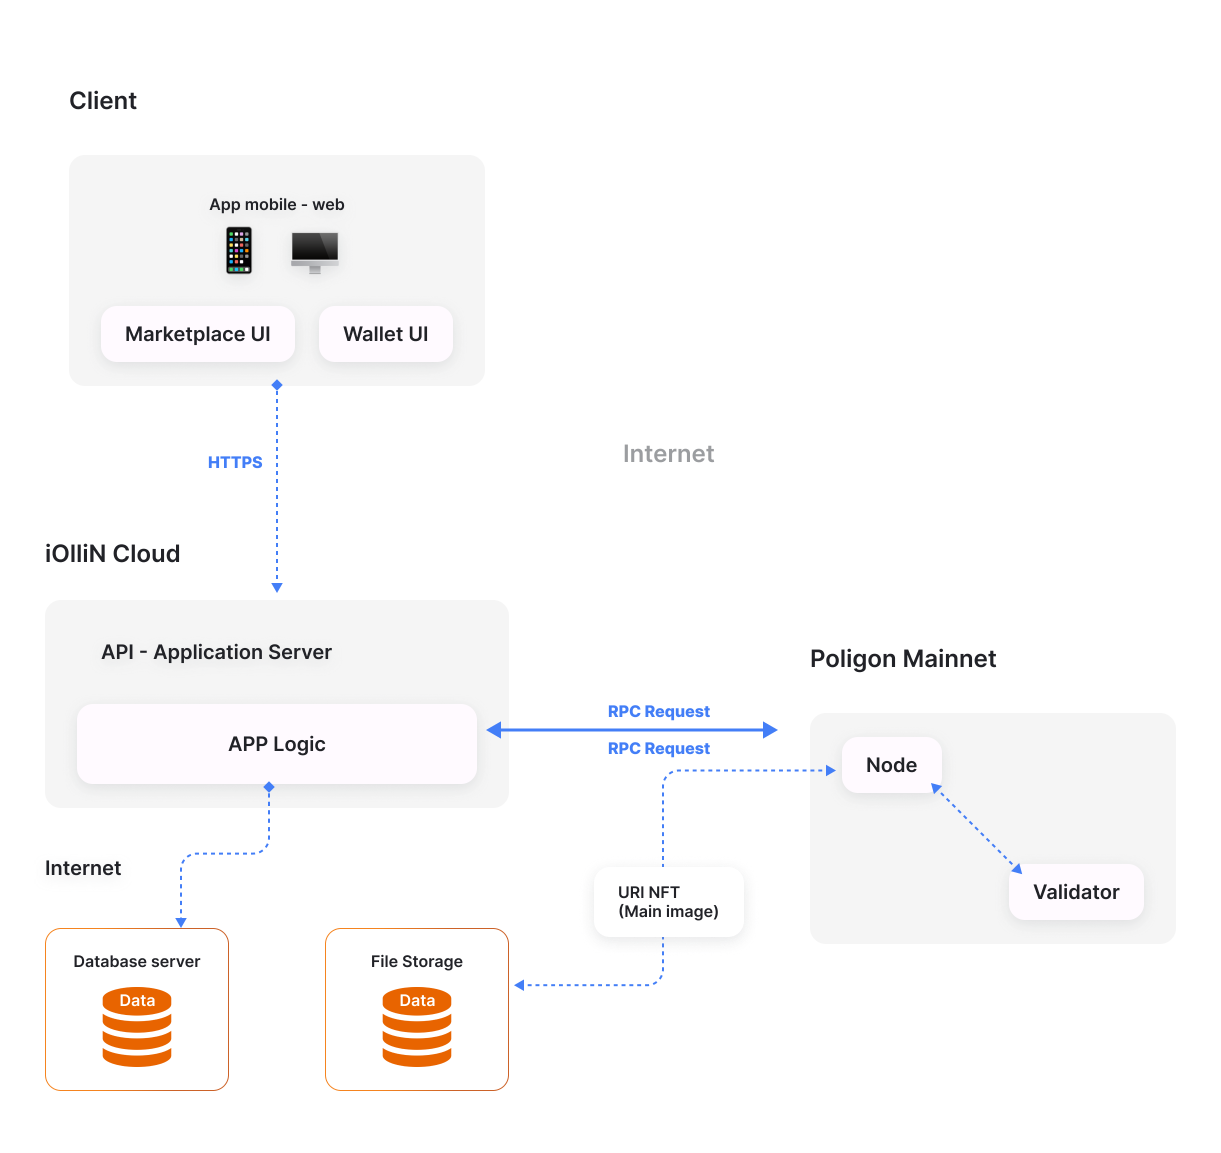 Client
App mobile - web
Marketplace UI
Wallet UI
HTTPS
Internet
iOlliN Cloud
API - Application Server
APP Logic
RPC Request
RPC Request
Poligon Mainnet
Node
Validator
Internet
URI NFT
(Main image)
Database server
Data
File Storage
Data